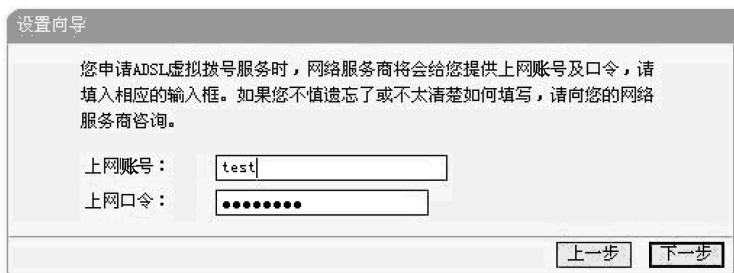 设置向导
您申请ADSL虚拟拨号服务时，网络服务商将会给您提供上网账号及口令，请
填入相应的输入框。如果您不慎遗忘了或不太清楚如何填写，请向您的网络
服务商咨询。
上网账号： test
上网口令： ●●●●●●●●
上一步 下一步